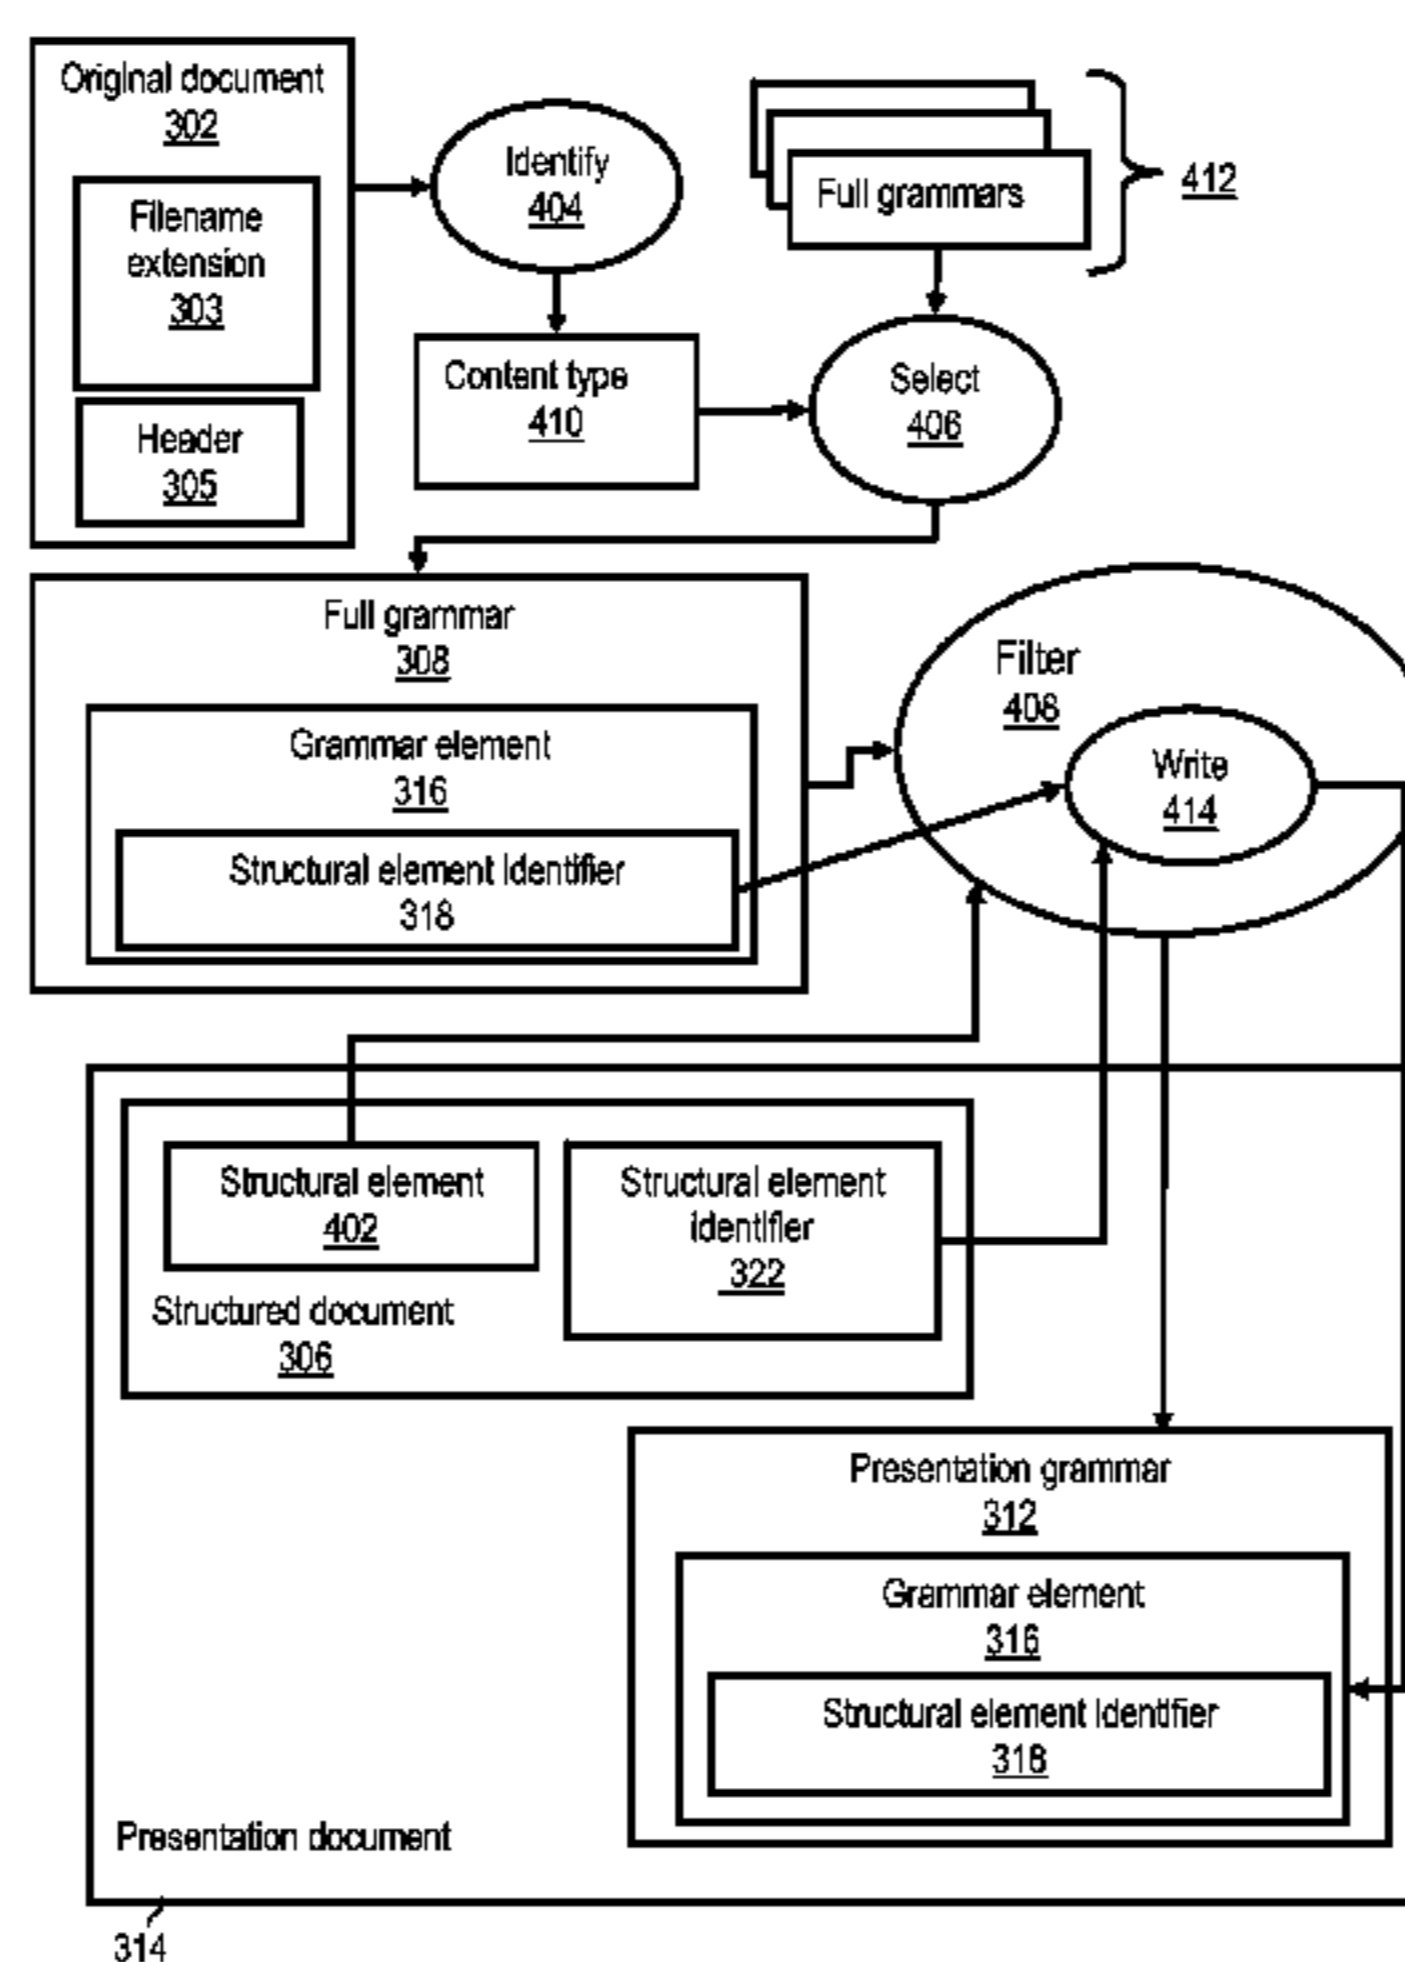 Original document
302
Filename
extension
303
Header
305
Identify
404
Full grammars
412
Content type
410
Select
406
Full grammar
308
Grammar element
316
Structural element identifier
318
Filter
408
Write
414
Structural element
402
Structural element
identifier
322
Structured document
306
Presentation grammar
312
Grammar element
316
Structural element identifier
318
Presentation document
314